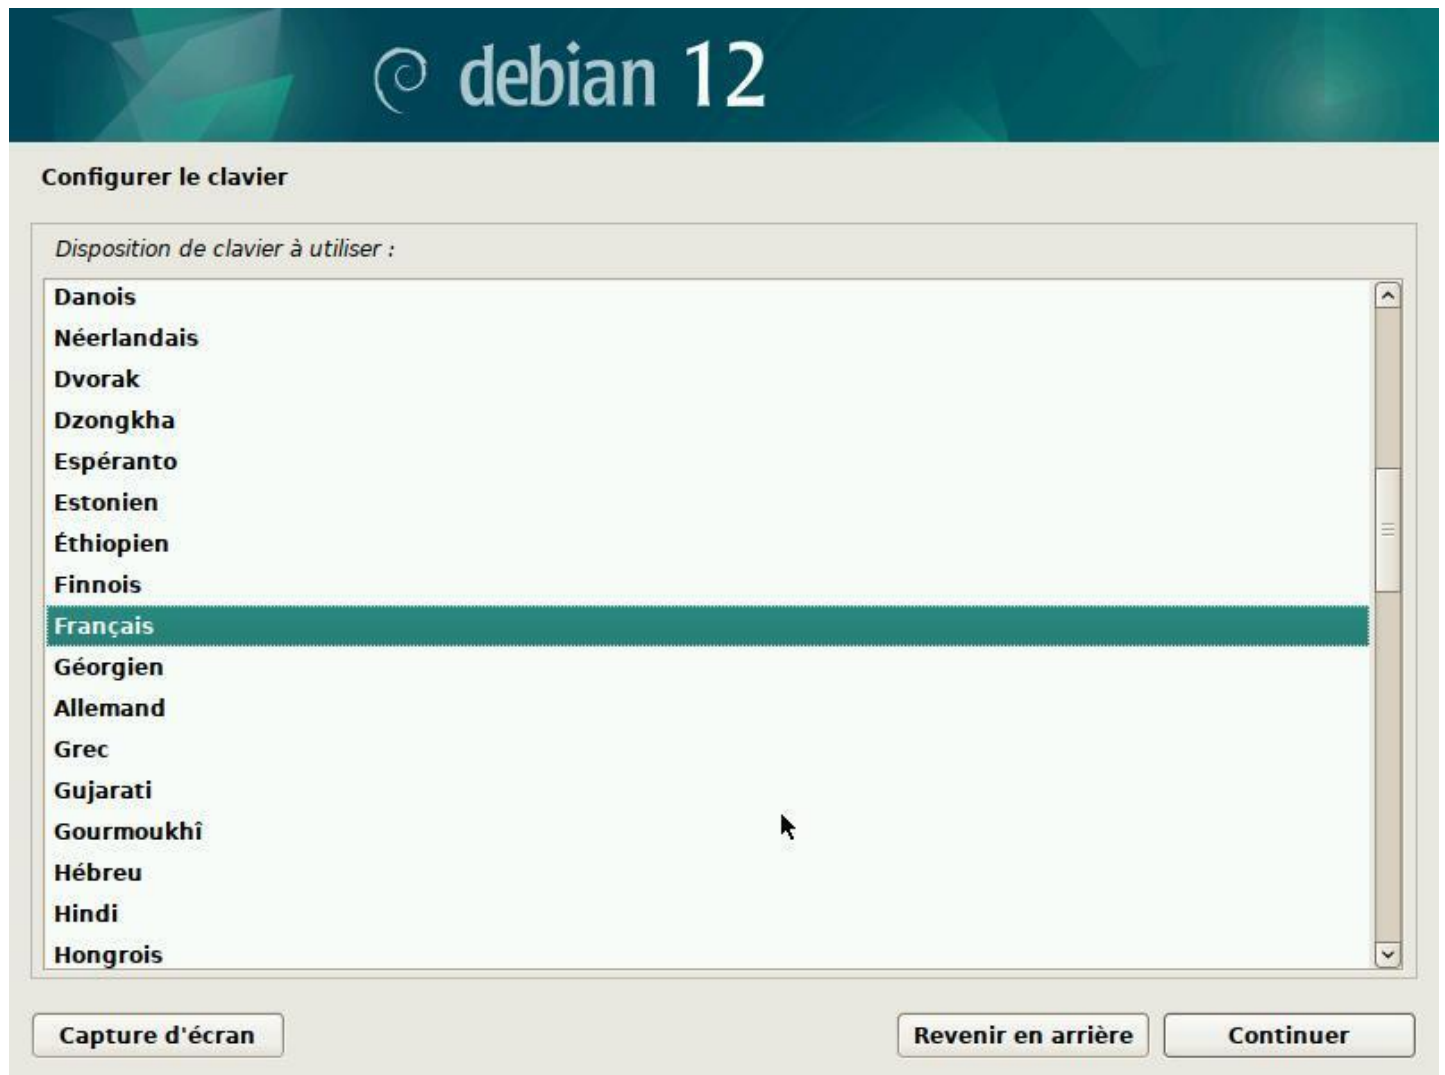 debian 12
Configurer le clavier
Disposition de clavier à utiliser :
Danois
Néerlandais
Dvorak
Dzongkha
Espéranto
Estonien
Éthiopien
Finnois
Français
Géorgien
Allemand
Grec
Gujarati
Gourmoukhî
Hébreu
Hindi
Hongrois
Capture d'écran
Revenir en arrière
Continuer